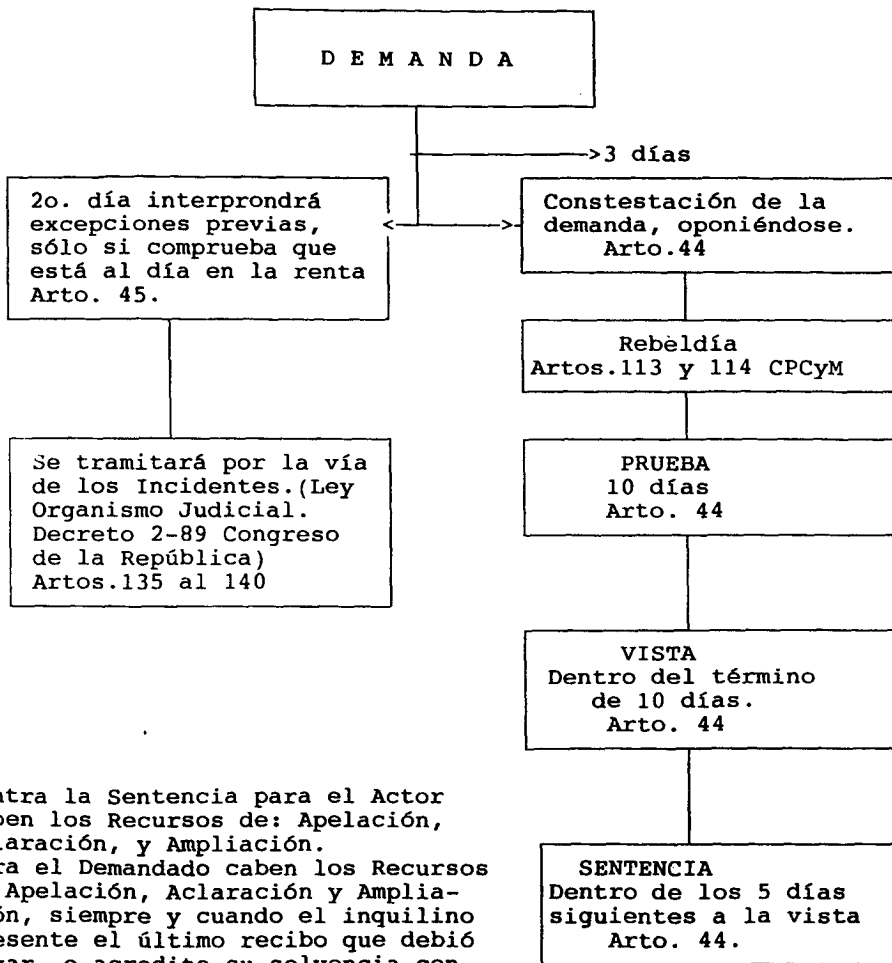 D E M A N D A
>3 días
2o. día interprondrá
excepciones previas,
sólo si comprueba que
está al día en la renta
Arto. 45.
< >
Constestación de la
demanda, oponiéndose.
Arto.44
Rebeldía
Artos.113 y 114 CPCyM
Se tramitará por la vía
de los Incidentes.(Ley
Organismo Judicial.
Decreto 2-89 Congreso
de la República)
Artos.135 al 140
PRUEBA
10 días
Arto. 44
VISTA
Dentro del término
de 10 días.
Arto. 44
la Sentencia para el Actor
los Recursos de: Apelación,
y Ampliación.
el Demandado caben los Recursos
Apelación, Aclaración y Amplia-
siempre y cuando el inquilino
el último recibo que debió
SENTENCIA
Dentro de los 5 días
siguientes a la vista
Arto. 44.